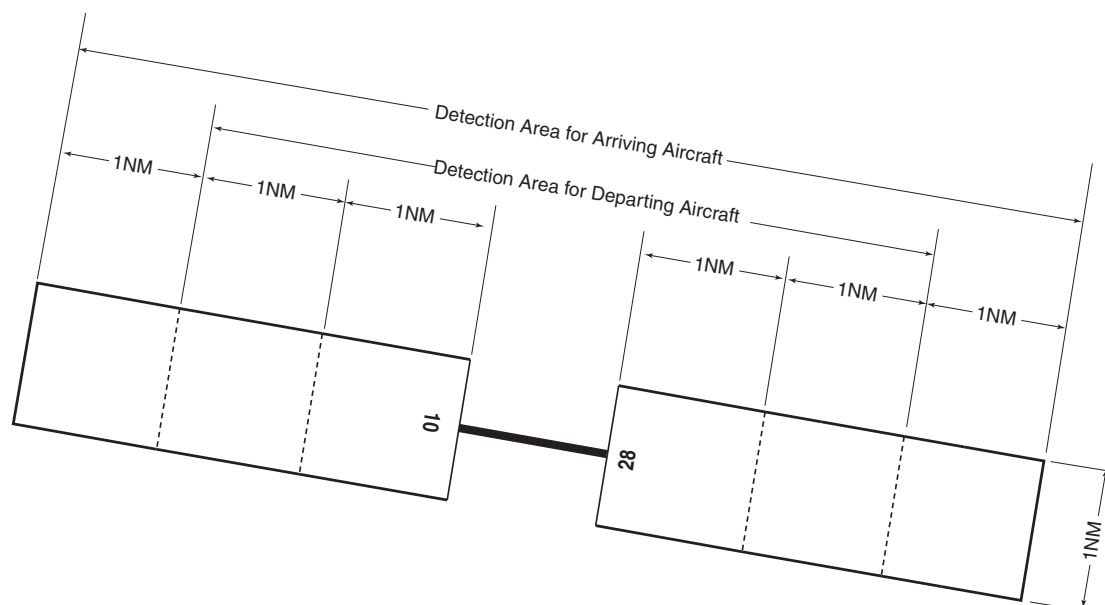 Detection Area for Arriving Aircraft
Detection Area for Departing Aircraft
1NM
1NM
1NM
1NM
1NM
1NM
10
28
1NM